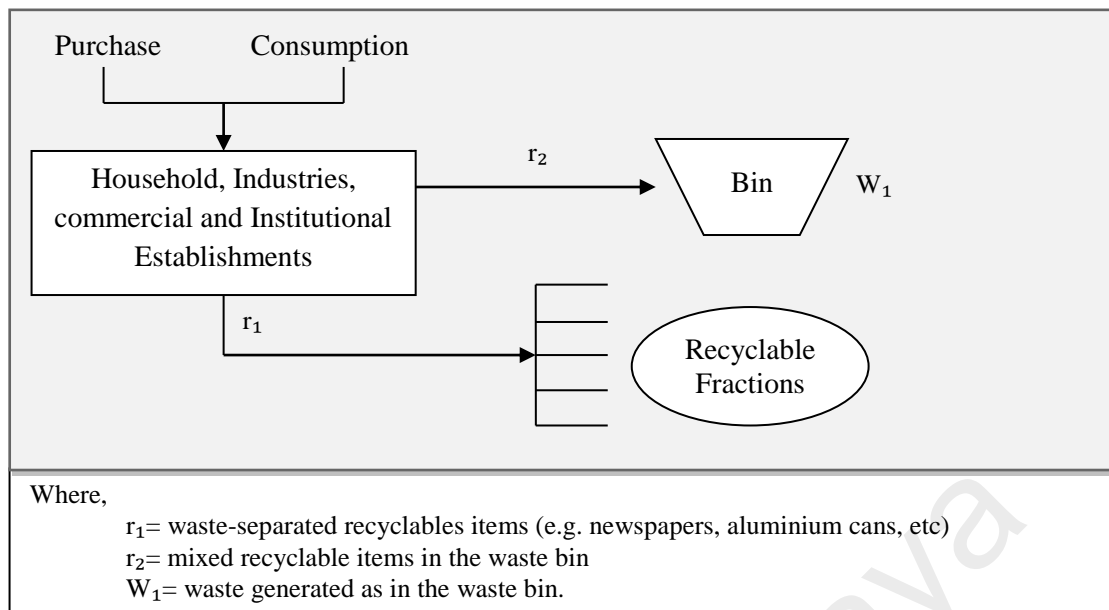 Purchase Consumption
r₂
Household, Industries,
commercial and Institutional
Establishments
Bin
W₁
r₁
Recyclable
Fractions
Where,
r₁= waste-separated recyclables items (e.g. newspapers, aluminium cans, etc)
r₂= mixed recyclable items in the waste bin
W₁= waste generated as in the waste bin.